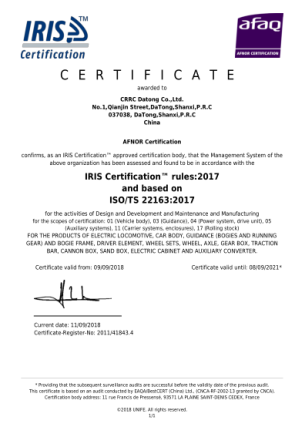 IRIS™
Certification
afaq
AFNOR CERTIFICATION
CERTIFICATE
awarded to
CRRC Datong Co.,Ltd.
No.1,Qianjin Street,DaTong,Shanxi,P.R.C
037038, DaTong,Shanxi,P.R.C
China
AFNOR Certification
confirms, as an IRIS Certification™ approved certification body, that the Management System of the
above organization has been assessed and found to be in accordance with the
IRIS Certification™ rules:2017
and based on
ISO/TS 22163:2017
for the activities of Design and Development and Maintenance and Manufacturing
for the scopes of certification: 01 (Vehicle body), 03 (Guidance), 04 (Power system, drive unit), 05
(Auxiliary systems), 11 (Carrier systems, enclosures), 17 (Rolling stock)
FOR THE PRODUCTS OF ELECTRIC LOCOMOTIVE, CAR BODY, GUIDANCE (BOGIES AND RUNNING
GEAR) AND BOGIE FRAME, DRIVER ELEMENT, WHEEL SETS, WHEEL, AXLE, GEAR BOX, TRACTION
BAR, CANNON BOX, SAND BOX, ELECTRIC CABINET AND AUXILIARY CONVERTER.
Certificate valid from: 09/09/2018 Certificate valid until: 08/09/2021*
Current date: 11/09/2018
Certificate-Register-No: 2011/41843.4
* Providing that the subsequent surveillance audits are successful before the validity date of the previous audit.
This certificate is based on an audit conducted by EAQA/BestCERT (China) Ltd., (CNCA-RF-2002-13 granted by CNCA).
Certification body address: 11 rue Francis de Pressensé, 93571 LA PLAINE SAINT-DENIS CEDEX, France
©2018 UNIFE. All rights reserved.
1/1